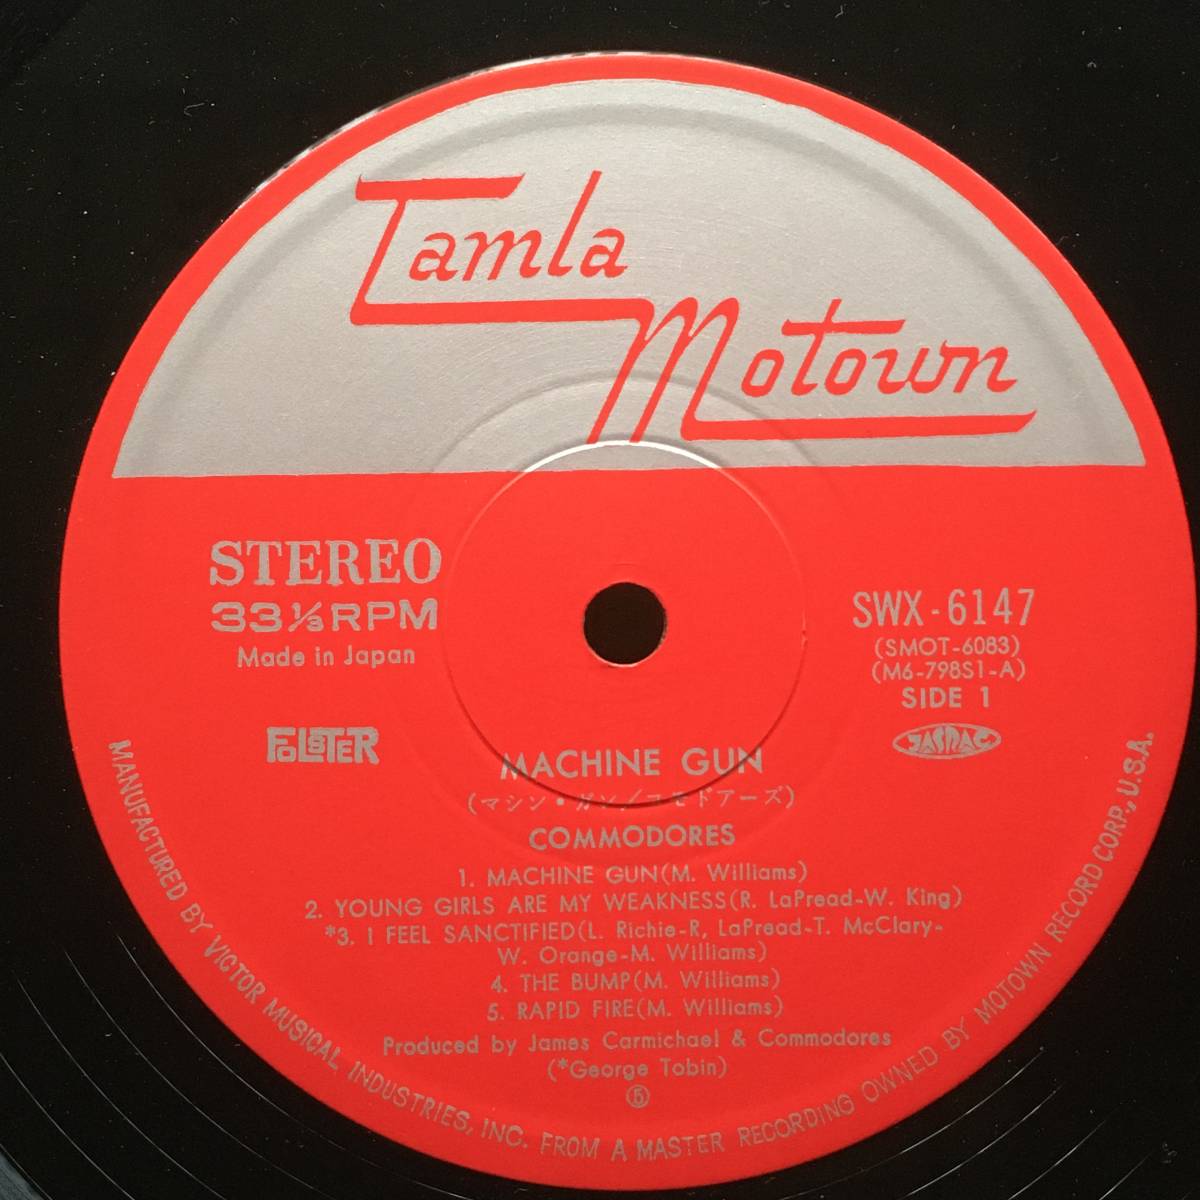 Tamla
Motown
STEREO
33⅓RPM
Made in Japan
SWX-6147
(SMOT-6083)
(M6-798S1-A)
SIDE 1
FOLSTER
JASRAC
MACHINE GUN
(マシン・ガン/コモドアーズ)
COMMODORES
1. MACHINE GUN(M. Williams)
2. YOUNG GIRLS ARE MY WEAKNESS(R. LaPread-W. King)
*3. I FEEL SANCTIFIED(L. Richie-R, LaPread-T. McClary-
W. Orange-M. Williams)
4. THE BUMP(M. Williams)
5. RAPID FIRE(M. Williams)
Produced by James Carmichael & Commodores
(*George Tobin)
MANUFACTURED BY VICTOR MUSICAL INDUSTRIES, INC. FROM A MASTER RECORDING OWNED BY MOTOWN RECORD CORP., U.S.A.